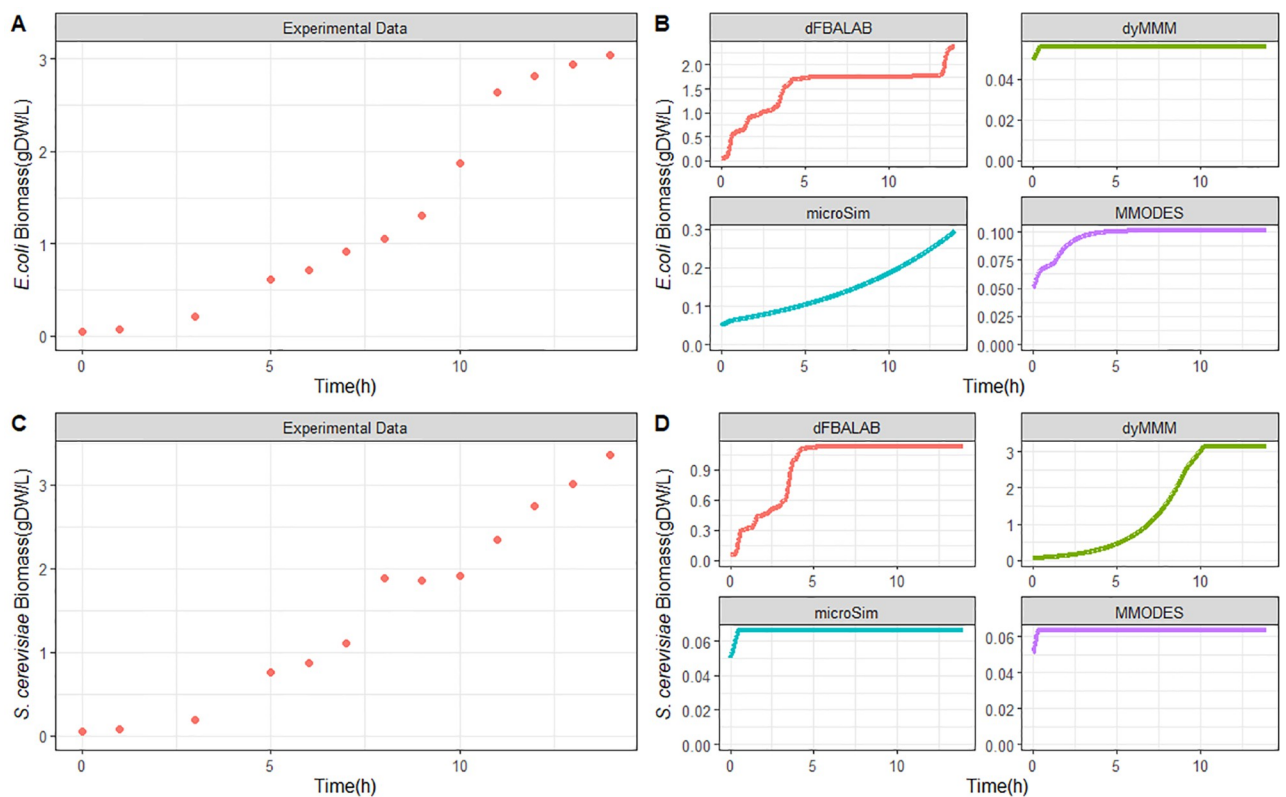 A
Experimental Data
E.coli Biomass(gDW/L)
3
2
1
0
0 5 10
Time(h)
B
dFBALAB
dyMMM
E.coli Biomass(gDW/L)
2.0
1.5
1.0
0.5
0.0
0 5 10
0.04
0.02
0.00
0 5 10
microSim
MMODES
0.3
0.2
0.1
0.0
0 5 10
0.100
0.075
0.050
0.025
0.000
0 5 10
Time(h)
C
Experimental Data
S. cerevisiae Biomass(gDW/L)
3
2
1
0
0 5 10
Time(h)
D
dFBALAB
dyMMM
S. cerevisiae Biomass(gDW/L)
0.9
0.6
0.3
0.0
0 5 10
3
2
1
0
0 5 10
microSim
MMODES
0.06
0.04
0.02
0.00
0 5 10
0.06
0.04
0.02
0.00
0 5 10
Time(h)